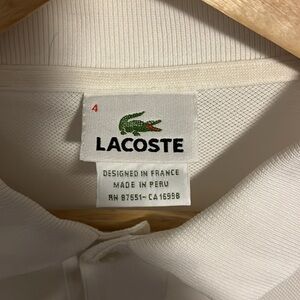 4
LACOSTE
DESIGNED IN FRANCE
MADE IN PERU
RN 87651-CA 16998